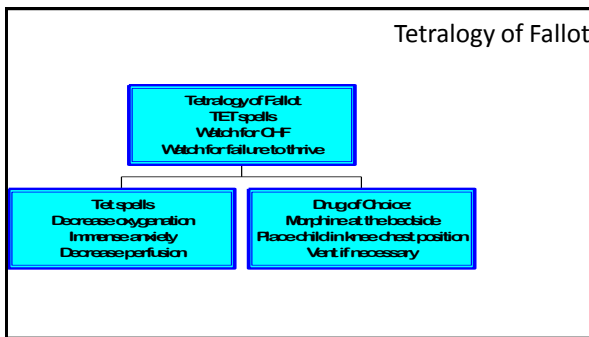 Tetralogy of Fallot
Tetralogy of Fallot
TET spells
Watch for CHF
Watch for failure to thrive
Tet spells
Decrease oxygenation
Immense anxiety
Decrease perfusion
Drug of Choice:
Morphine at the bedside
Place child in knee chest position
Vent if necessary